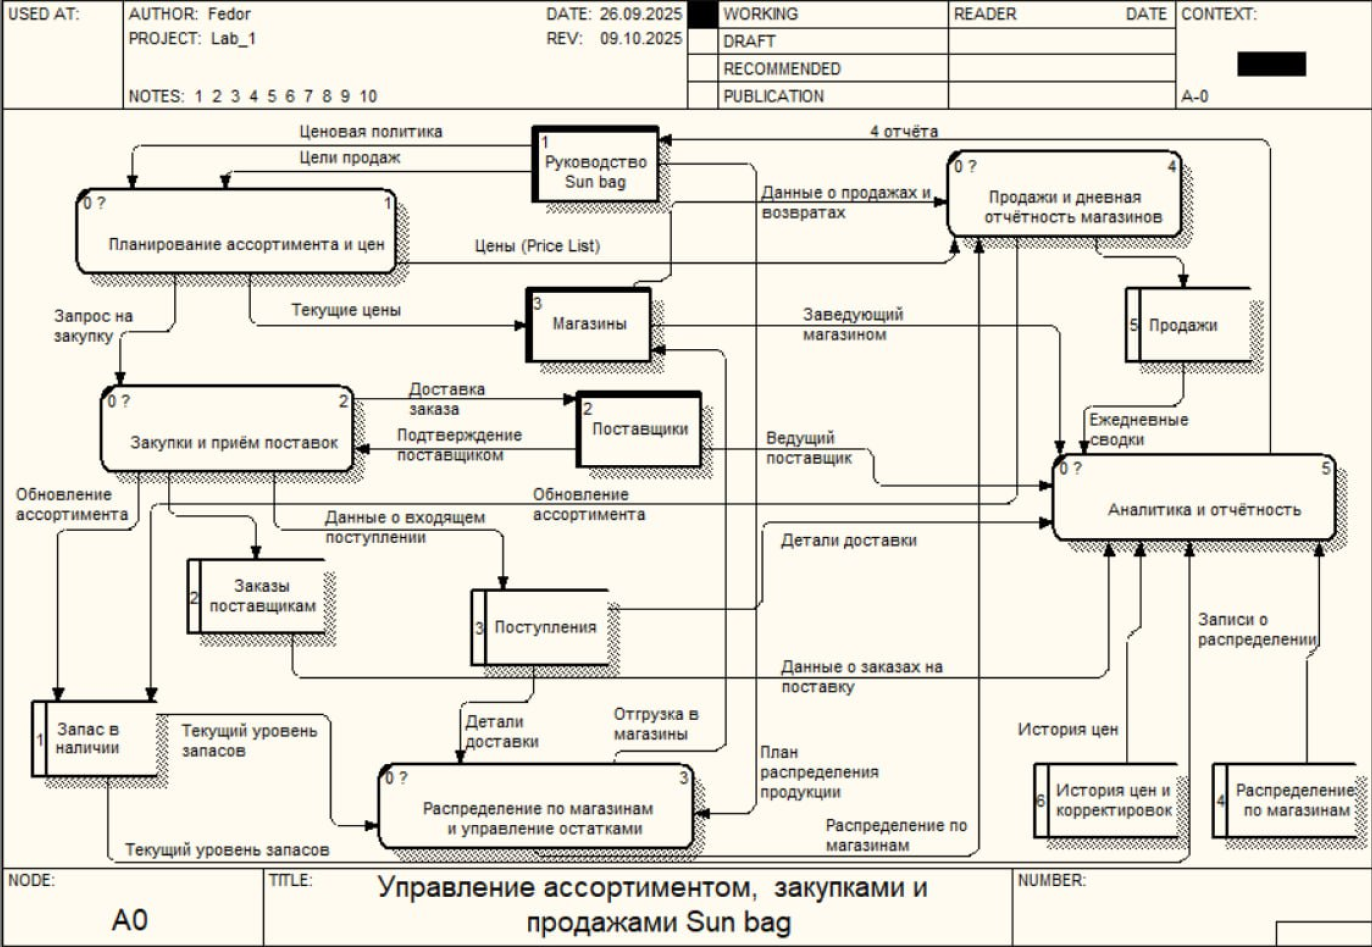 USED AT:
AUTHOR: Fedor
DATE: 26.09.2025
PROJECT: Lab_1
REV: 09.10.2025
NOTES: 1 2 3 4 5 6 7 8 9 10
WORKING
DRAFT
RECOMMENDED
PUBLICATION
READER DATE
CONTEXT:
A-0
Ценовая политика
Цели продаж
1
Руководство
Sun bag
4 отчёта
0 ? 1
Планирование ассортимента и цен
Данные о продажах и
возвратах
0 ? 4
Продажи и дневная
отчётность магазинов
Цены (Price List)
Запрос на
закупку
Текущие цены
3
Магазины
Заведующий
магазином
5
Продажи
0 ? 2
Закупки и приём поставок
Доставка
заказа
Подтверждение
поставщиком
2
Поставщики
Ведущий
поставщик
Ежедневные
сводки
0 ? 5
Аналитика и отчётность
Обновление
ассортимента
Данные о входящем
поступлении
Обновление
ассортимента
Детали доставки
2
Заказы
поставщикам
3
Поступления
Записи о
распределении
Данные о заказах на
поставку
1
Запас в
наличии
Текущий уровень
запасов
Детали
доставки
Отгрузка в
магазины
План
распределения
продукции
История цен
0 ? 3
Распределение по магазинам
и управление остатками
6
История цен и
корректировок
4
Распределение
по магазинам
Распределение по
магазинам
Текущий уровень запасов
NODE:
A0
TITLE:
Управление ассортиментом, закупками и
продажами Sun bag
NUMBER: